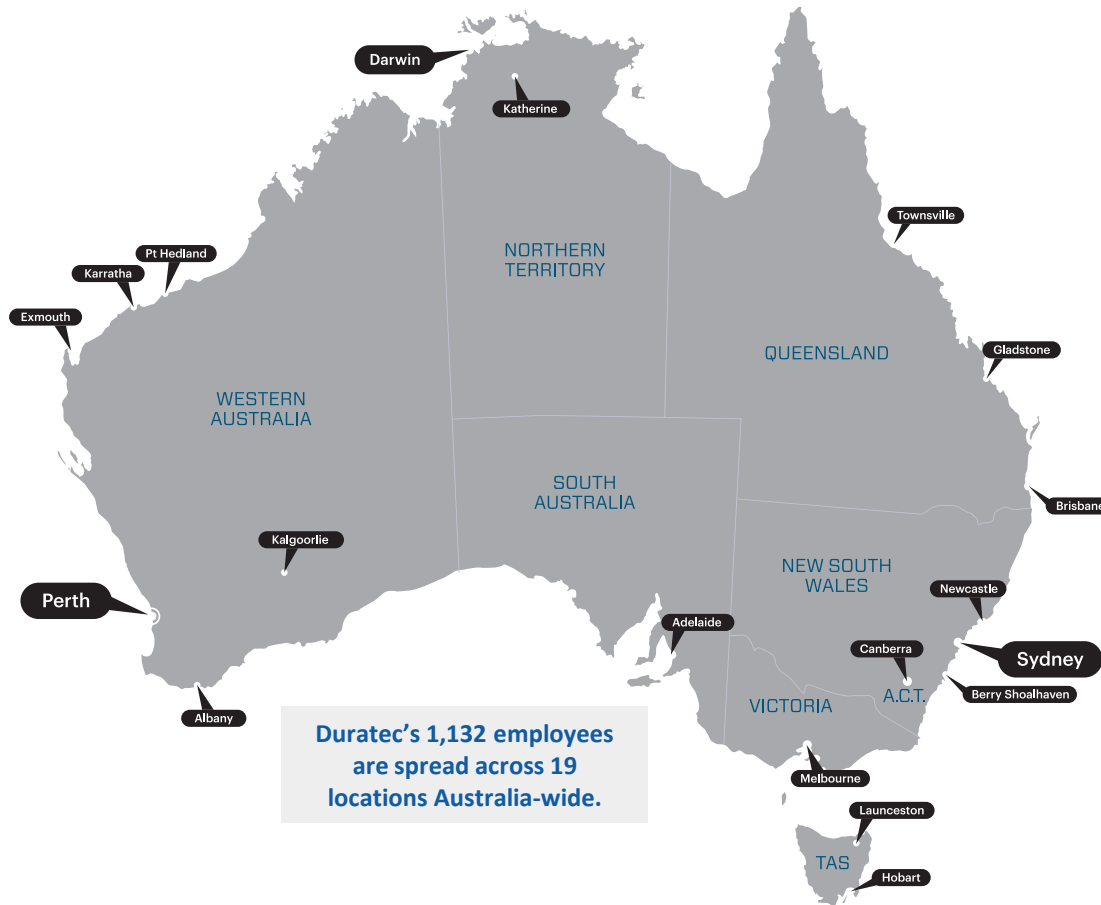 Darwin
Katherine
Townsville
NORTHERN
TERRITORY
Pt Hedland
Karratha
Exmouth
Gladstone
QUEENSLAND
WESTERN
AUSTRALIA
SOUTH
AUSTRALIA
Brisbane
Kalgoorlie
NEW SOUTH
WALES
Newcastle
Perth
Adelaide
Canberra
Sydney
A.C.T.
Berry Shoalhaven
VICTORIA
Albany
Duratec’s 1,132 employees
are spread across 19
locations Australia-wide.
Melbourne
Launceston
TAS
Hobart